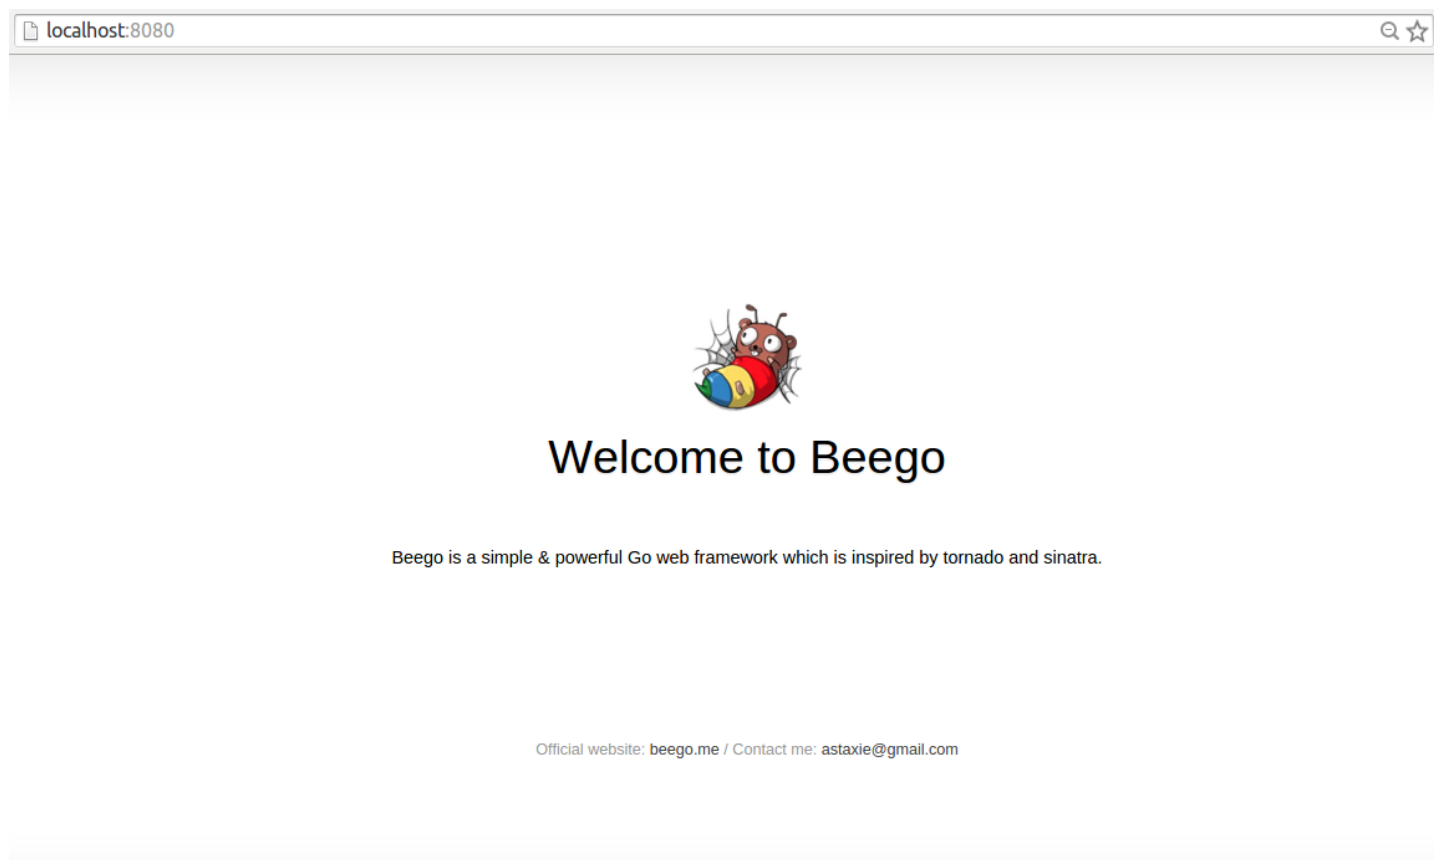 localhost:8080
Welcome to Beego
Beego is a simple & powerful Go web framework which is inspired by tornado and sinatra.
Official website: beego.me / Contact me: astaxie@gmail.com